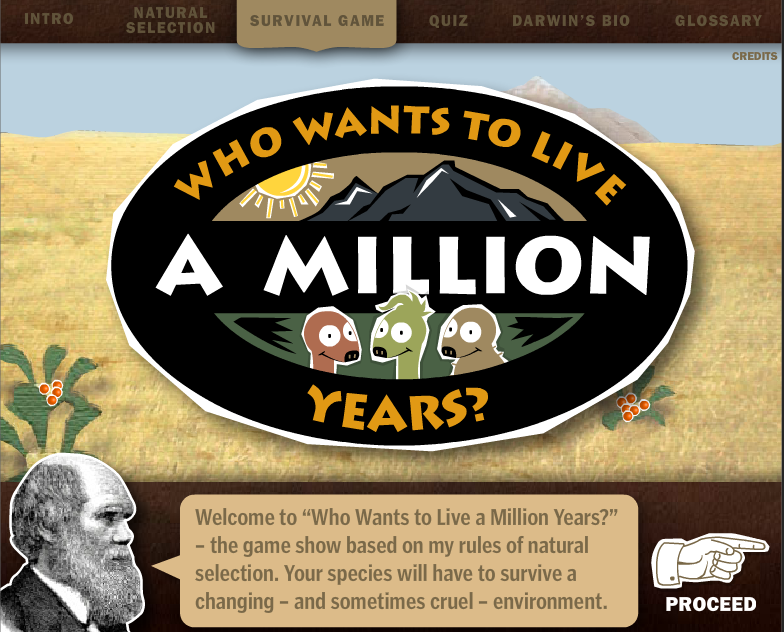 INTRO
NATURAL
SELECTION
SURVIVAL GAME
QUIZ
DARWIN'S BIO
GLOSSARY
CREDITS
WHO WANTS TO LIVE
A MILLION
YEARS?
Welcome to “Who Wants to Live a Million Years?”
– the game show based on my rules of natural
selection. Your species will have to survive a
changing – and sometimes cruel – environment.
PROCEED